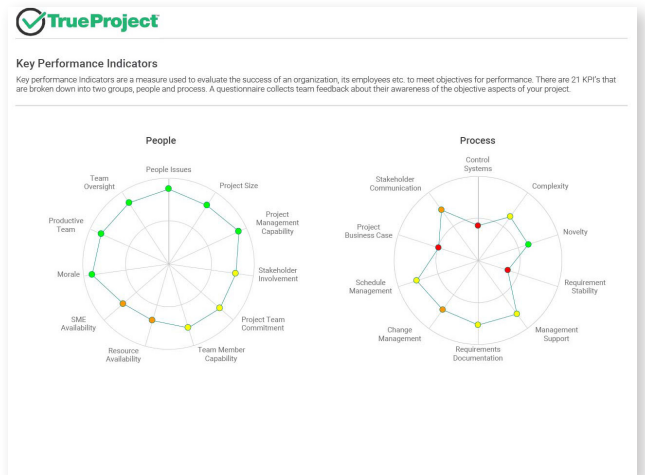 TrueProject
Key Performance Indicators
Key performance Indicators are a measure used to evaluate the success of an organization, its employees etc. to meet objectives for performance. There are 21 KPI's that
are broken down into two groups, people and process. A questionnaire collects team feedback about their awareness of the objective aspects of your project.
People
People Issues
Project Size
Project
Management
Capability
Stakeholder
Involvement
Project Team
Commitment
Team Member
Capability
Resource
Availability
SME
Availability
Morale
Productive
Team
Team
Oversight
Process
Control
Systems
Complexity
Novelty
Requirement
Stability
Management
Support
Requirements
Documentation
Change
Management
Schedule
Management
Project
Business Case
Stakeholder
Communication